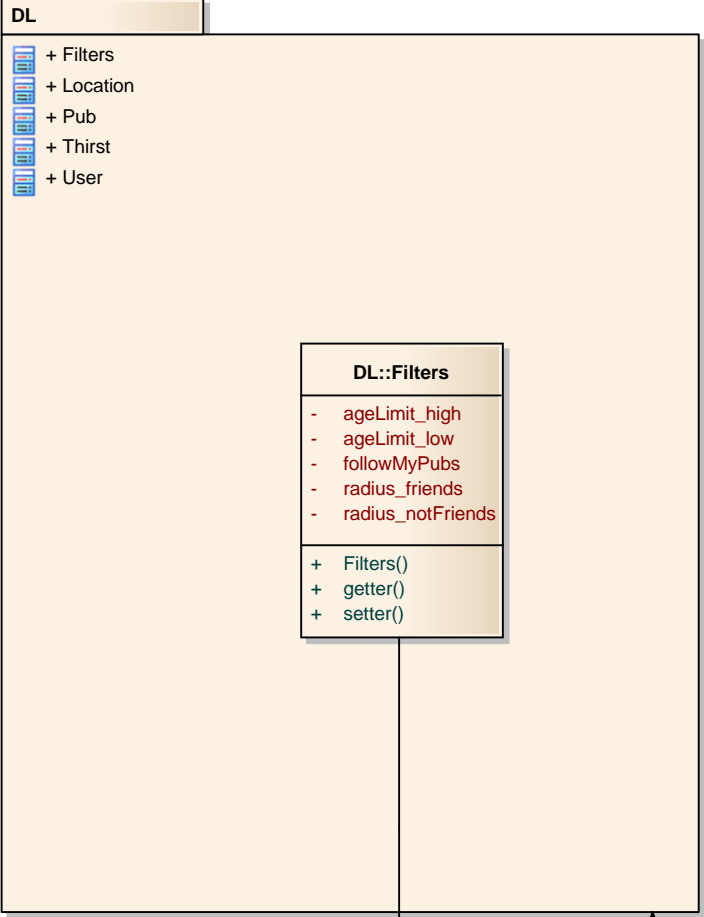 DL
+ Filters
+ Location
+ Pub
+ Thirst
+ User
DL::Filters
- ageLimit_high
- ageLimit_low
- followMyPubs
- radius_friends
- radius_notFriends
+ Filters()
+ getter()
+ setter()